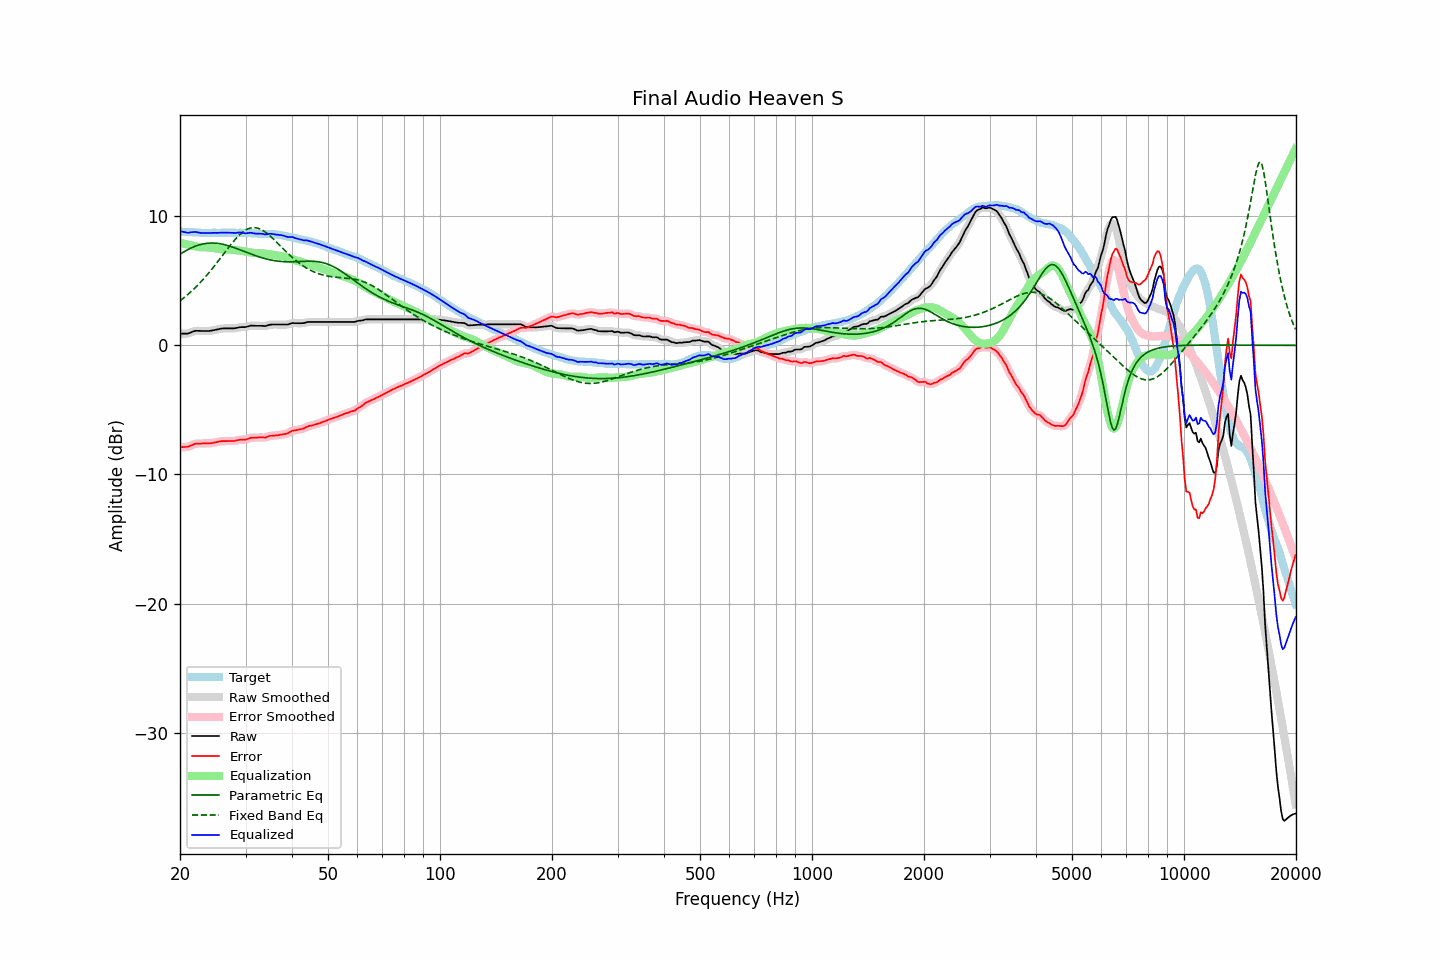 Final Audio Heaven S
Amplitude (dBr)
10
0
−10
−20
−30
Target
Raw Smoothed
Error Smoothed
Raw
Error
Equalization
Parametric Eq
Fixed Band Eq
Equalized
20 50 100 200 500 1000 2000 5000 10000 20000
Frequency (Hz)